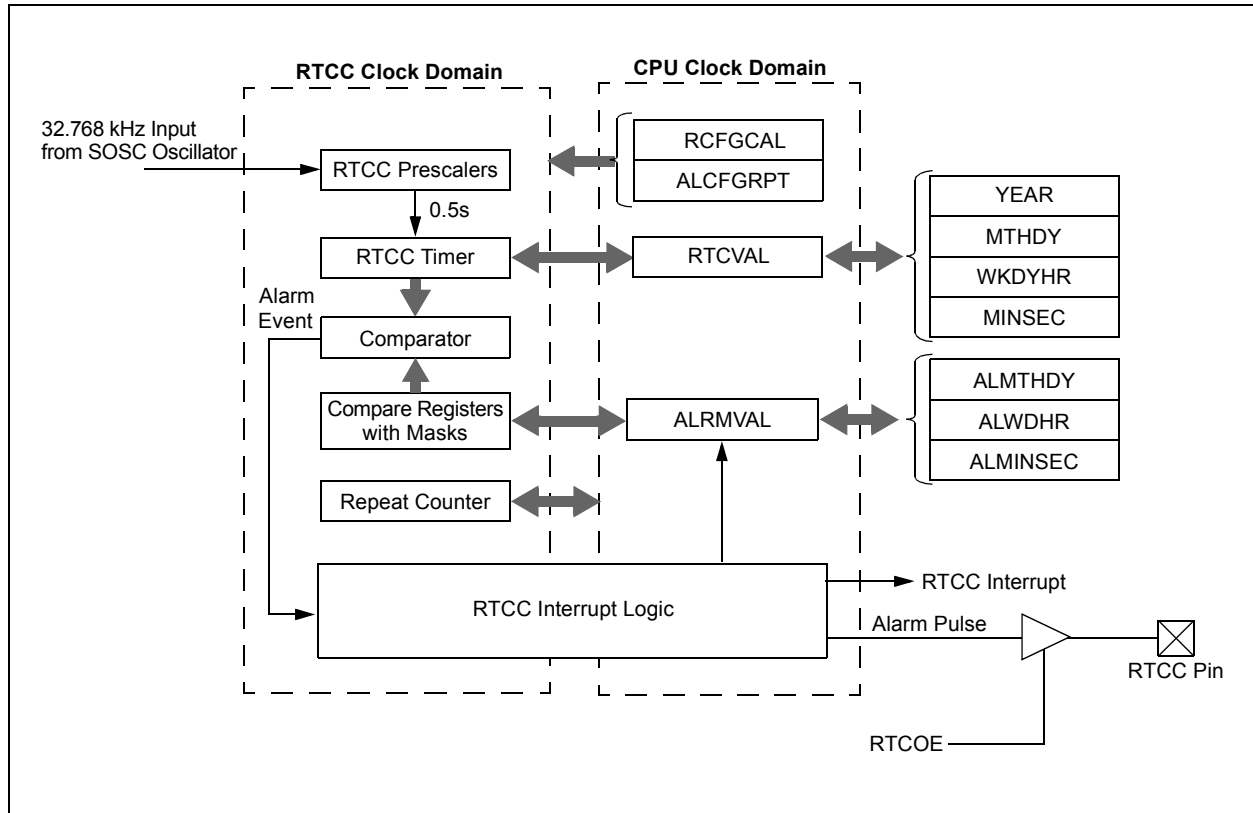 RTCC Clock Domain
CPU Clock Domain
32.768 kHz Input
from SOSC Oscillator
RTCC Prescalers
0.5s
RTCC Timer
Alarm
Event
Comparator
Compare Registers
with Masks
Repeat Counter
RCFGCAL
ALCFGRPT
RTCVAL
ALRMVAL
YEAR
MTHDY
WKDYHR
MINSEC
ALMTHDY
ALWDHR
ALMINSEC
RTCC Interrupt Logic
RTCC Interrupt
Alarm Pulse
RTCC Pin
RTCOE